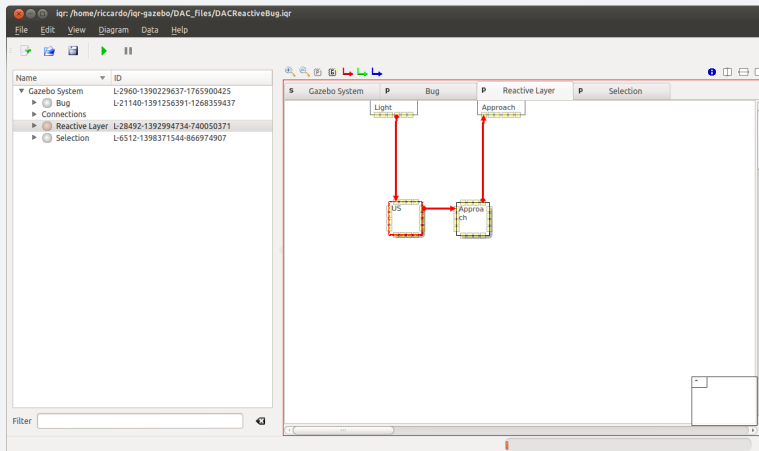 iqr: /home/riccardo/iqr-gazebo/DAC_files/DACReactiveBug.iqr
File Edit View Diagram Data Help
Name ID
Gazebo System L-2960-1390229637-1765900425
Bug L-21140-1391256391-1268359437
Connections
Reactive Layer L-28492-1392994734-740050371
Selection L-6512-1398371544-866974907
Filter
S Gazebo System P Bug P Reactive Layer P Selection
Light Approach
US Approa
ch